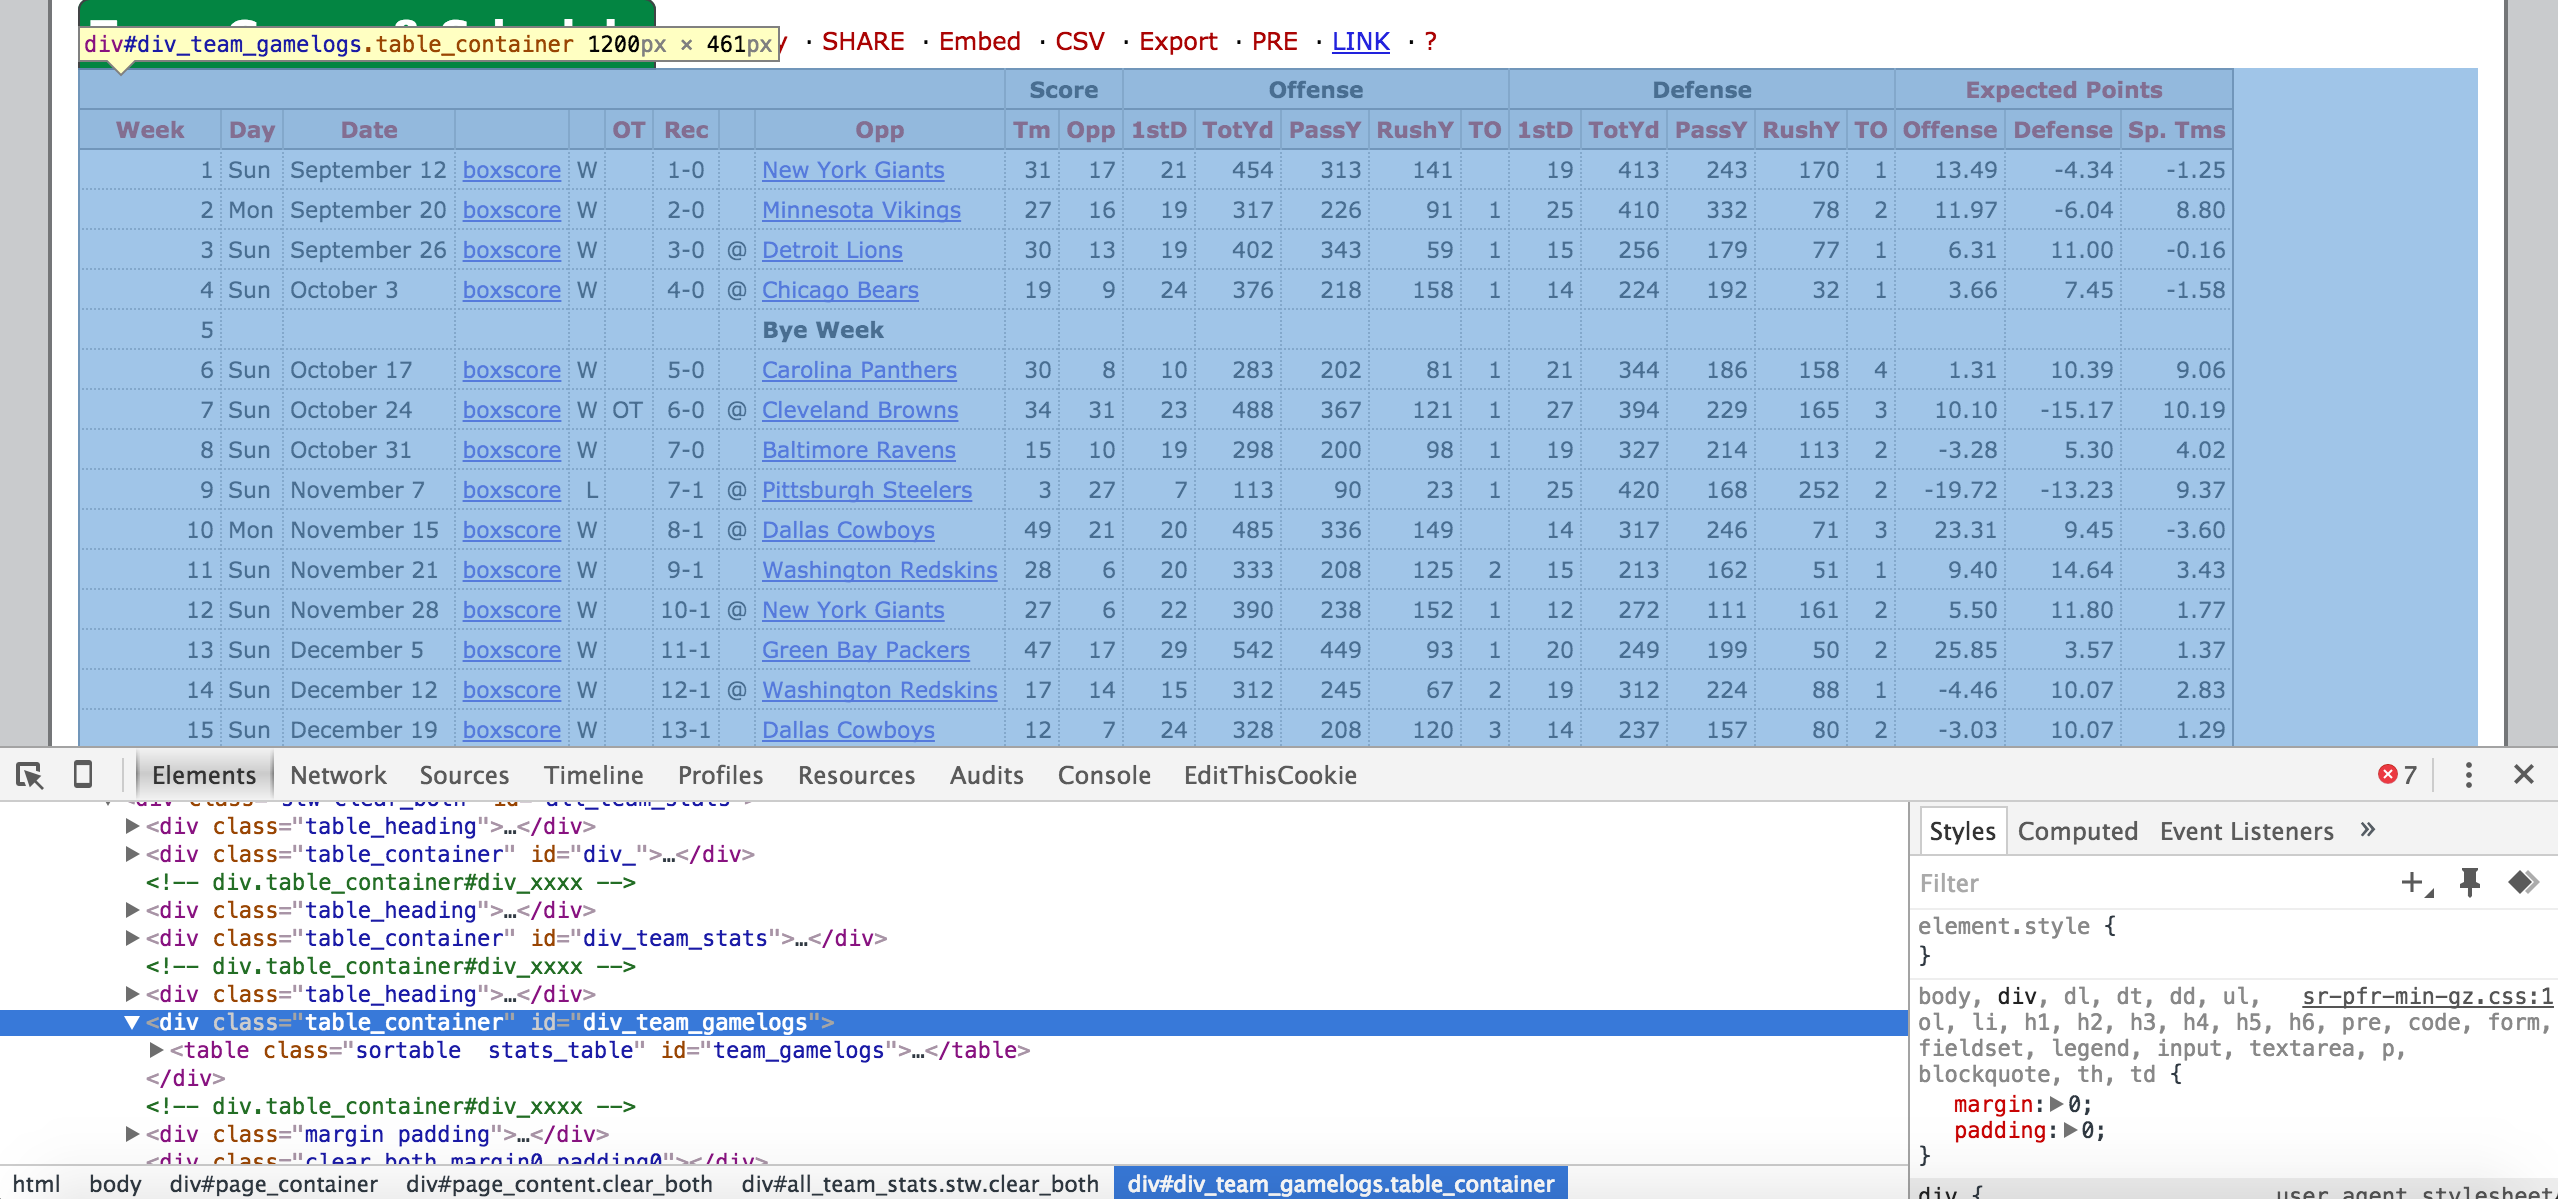 div#div_team_gamelogs.table_container 1200px × 461px · SHARE · Embed · CSV · Export · PRE · LINK · ?
Score Offense Defense Expected Points
Week Day Date OT Rec Opp Tm Opp 1stD TotYd PassY RushY TO 1stD TotYd PassY RushY TO Offense Defense Sp. Tms
1 Sun September 12 boxscore W 1-0 New York Giants 31 17 21 454 313 141 19 413 243 170 1 13.49 -4.34 -1.25
2 Mon September 20 boxscore W 2-0 Minnesota Vikings 27 16 19 317 226 91 1 25 410 332 78 2 11.97 -6.04 8.80
3 Sun September 26 boxscore W 3-0 @ Detroit Lions 30 13 19 402 343 59 1 15 256 179 77 1 6.31 11.00 -0.16
4 Sun October 3 boxscore W 4-0 @ Chicago Bears 19 9 24 376 218 158 1 14 224 192 32 1 3.66 7.45 -1.58
5 Bye Week
6 Sun October 17 boxscore W 5-0 Carolina Panthers 30 8 10 283 202 81 1 21 344 186 158 4 1.31 10.39 9.06
7 Sun October 24 boxscore W OT 6-0 @ Cleveland Browns 34 31 23 488 367 121 1 27 394 229 165 3 10.10 -15.17 10.19
8 Sun October 31 boxscore W 7-0 Baltimore Ravens 15 10 19 298 200 98 1 19 327 214 113 2 -3.28 5.30 4.02
9 Sun November 7 boxscore L 7-1 @ Pittsburgh Steelers 3 27 7 113 90 23 1 25 420 168 252 2 -19.72 -13.23 9.37
10 Mon November 15 boxscore W 8-1 @ Dallas Cowboys 49 21 20 485 336 149 14 317 246 71 3 23.31 9.45 -3.60
11 Sun November 21 boxscore W 9-1 Washington Redskins 28 6 20 333 208 125 2 15 213 162 51 1 9.40 14.64 3.43
12 Sun November 28 boxscore W 10-1 @ New York Giants 27 6 22 390 238 152 1 12 272 111 161 2 5.50 11.80 1.77
13 Sun December 5 boxscore W 11-1 Green Bay Packers 47 17 29 542 449 93 1 20 249 199 50 2 25.85 3.57 1.37
14 Sun December 12 boxscore W 12-1 @ Washington Redskins 17 14 15 312 245 67 2 19 312 224 88 1 -4.46 10.07 2.83
15 Sun December 19 boxscore W 13-1 Dallas Cowboys 12 7 24 328 208 120 3 14 237 157 80 2 -3.03 10.07 1.29
Elements Network Sources Timeline Profiles Resources Audits Console EditThisCookie 7
<div class="stw clear_both" id="all_team_stats">
<div class="table_heading">…</div>
<div class="table_container" id="div_">…</div>
<!-- div.table_container#div_xxxx -->
<div class="table_heading">…</div>
<div class="table_container" id="div_team_stats">…</div>
<!-- div.table_container#div_xxxx -->
<div class="table_heading">…</div>
<div class="table_container" id="div_team_gamelogs">
<table class="sortable  stats_table" id="team_gamelogs">…</table>
</div>
<!-- div.table_container#div_xxxx -->
<div class="margin padding">…</div>
<div class="clear_both margin0 padding0"></div>
html body div#page_container div#page_content.clear_both div#all_team_stats.stw.clear_both div#div_team_gamelogs.table_container
Styles Computed Event Listeners »
Filter
element.style {
}
body, div, dl, dt, dd, ul, sr-pfr-min-gz.css:1
ol, li, h1, h2, h3, h4, h5, h6, pre, code, form,
fieldset, legend, input, textarea, p,
blockquote, th, td {
margin: 0;
padding: 0;
}
div { user agent stylesheet